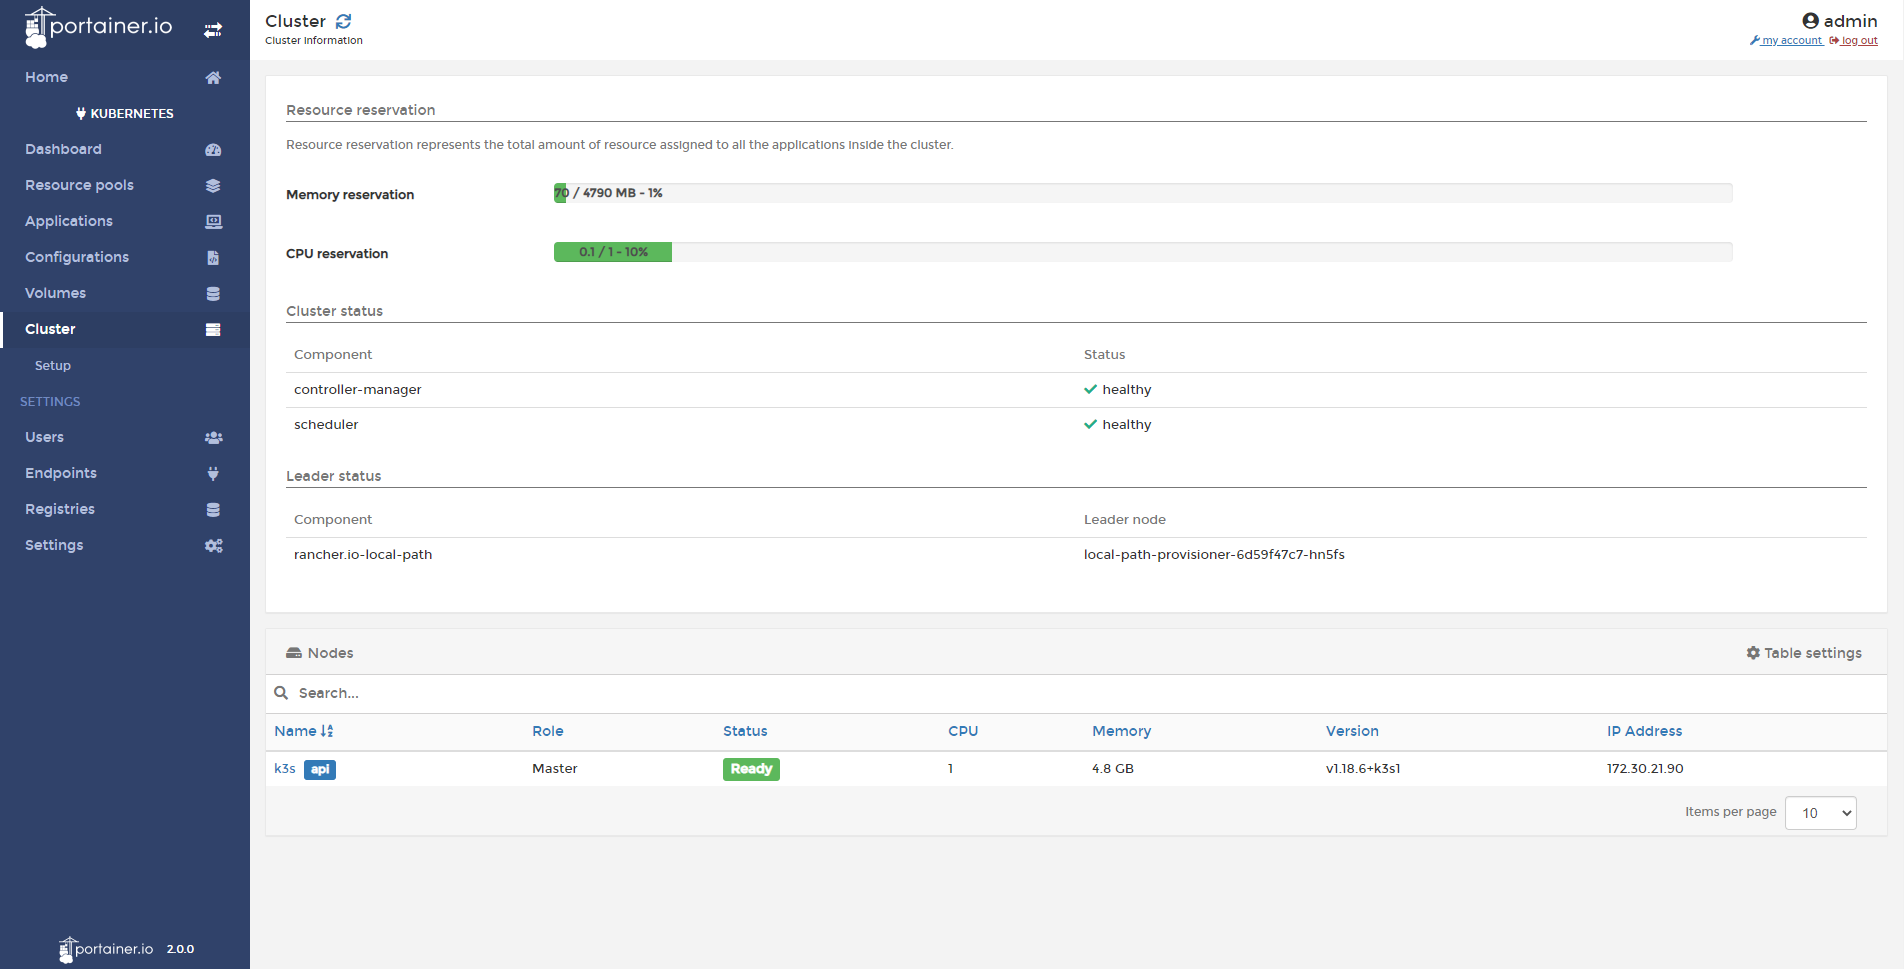 portainer.io
Home
KUBERNETES
Dashboard
Resource pools
Applications
Configurations
Volumes
Cluster
Setup
SETTINGS
Users
Endpoints
Registries
Settings
portainer.io 2.0.0
Cluster
Cluster information
admin
my account log out
Resource reservation
Resource reservation represents the total amount of resource assigned to all the applications inside the cluster.
Memory reservation 70 / 4790 MB - 1%
CPU reservation 0.1 / 1 - 10%
Cluster status
Component Status
controller-manager healthy
scheduler healthy
Leader status
Component Leader node
rancher.io-local-path local-path-provisioner-6d59f47c7-hn5fs
Nodes Table settings
Search...
Name Role Status CPU Memory Version IP Address
k3s api Master Ready 1 4.8 GB v1.18.6+k3s1 172.30.21.90
Items per page 10